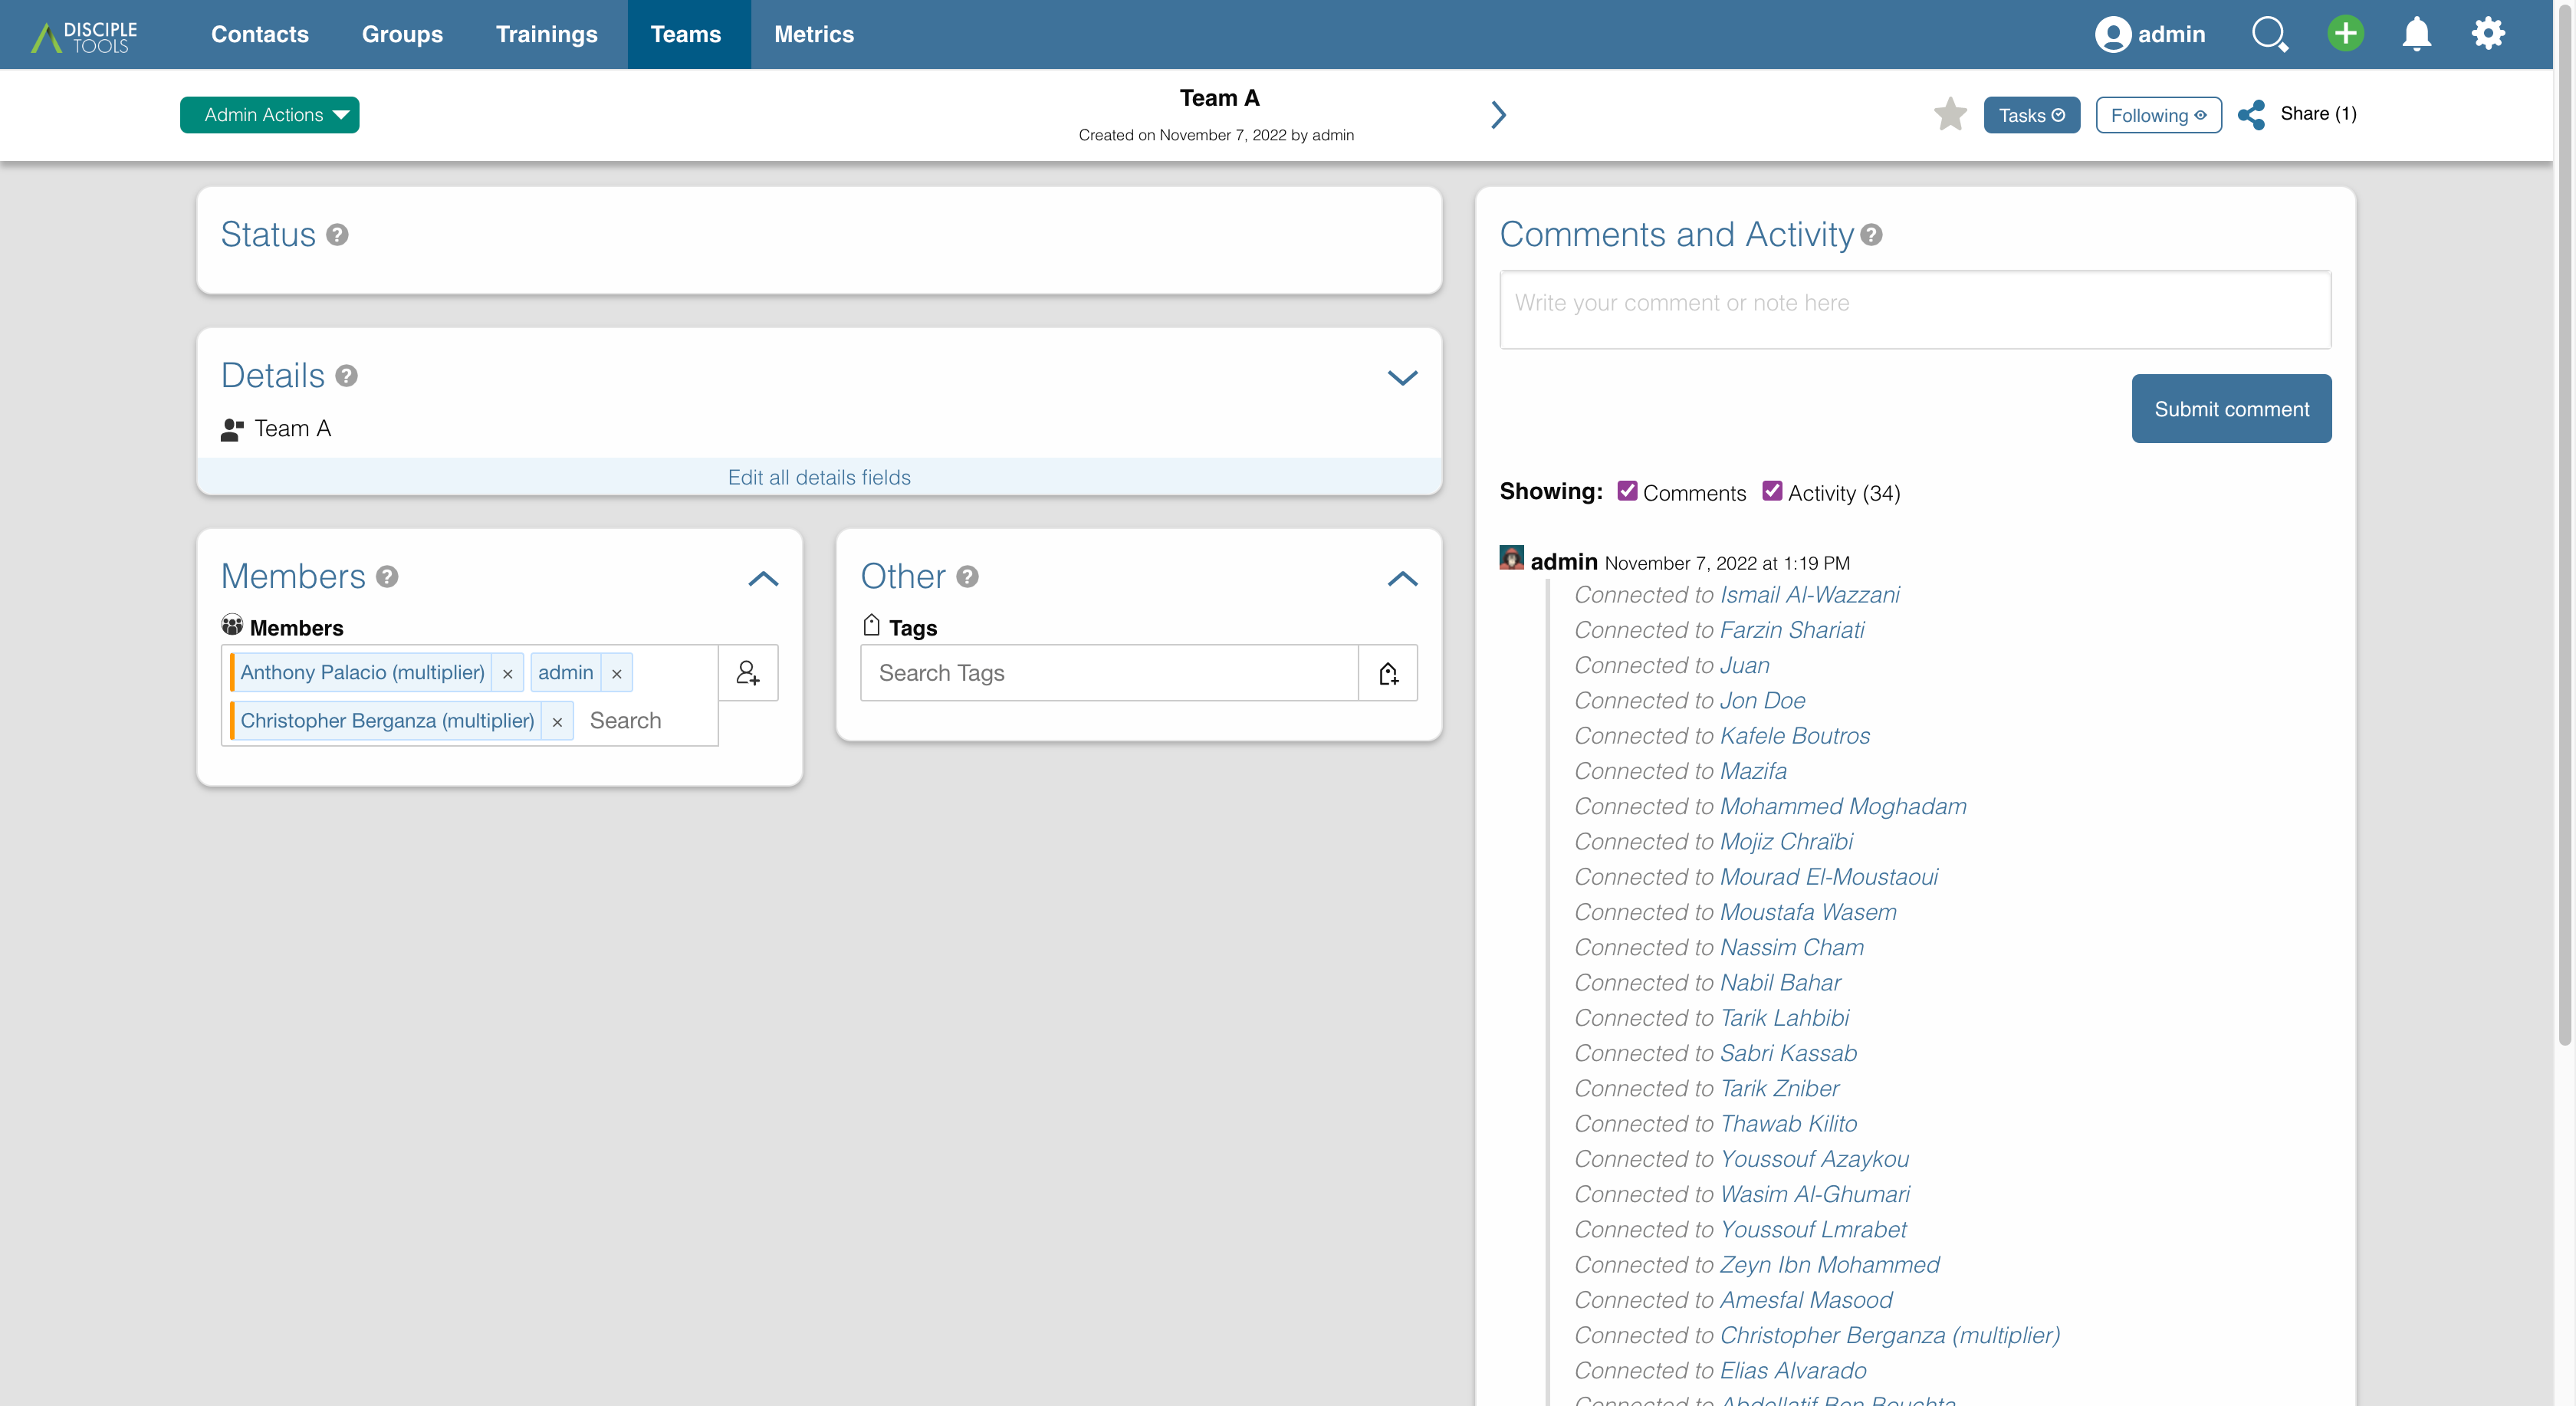 DISCIPLE TOOLS
Contacts Groups Trainings Teams Metrics admin
Admin Actions
Team A
Created on November 7, 2022 by admin
Tasks Following Share (1)
Status
Details
Team A
Edit all details fields
Members
Members
Anthony Palacio (multiplier) × admin ×
Christopher Berganza (multiplier) × Search
Other
Tags
Search Tags
Comments and Activity
Write your comment or note here
Submit comment
Showing: Comments Activity (34)
admin November 7, 2022 at 1:19 PM
Connected to Ismail Al-Wazzani
Connected to Farzin Shariati
Connected to Juan
Connected to Jon Doe
Connected to Kafele Boutros
Connected to Mazifa
Connected to Mohammed Moghadam
Connected to Mojiz Chraïbi
Connected to Mourad El-Moustaoui
Connected to Moustafa Wasem
Connected to Nassim Cham
Connected to Nabil Bahar
Connected to Tarik Lahbibi
Connected to Sabri Kassab
Connected to Tarik Zniber
Connected to Thawab Kilito
Connected to Youssouf Azaykou
Connected to Wasim Al-Ghumari
Connected to Youssouf Lmrabet
Connected to Zeyn Ibn Mohammed
Connected to Amesfal Masood
Connected to Christopher Berganza (multiplier)
Connected to Elias Alvarado
Connected to Abdellatif Ben Bouchta